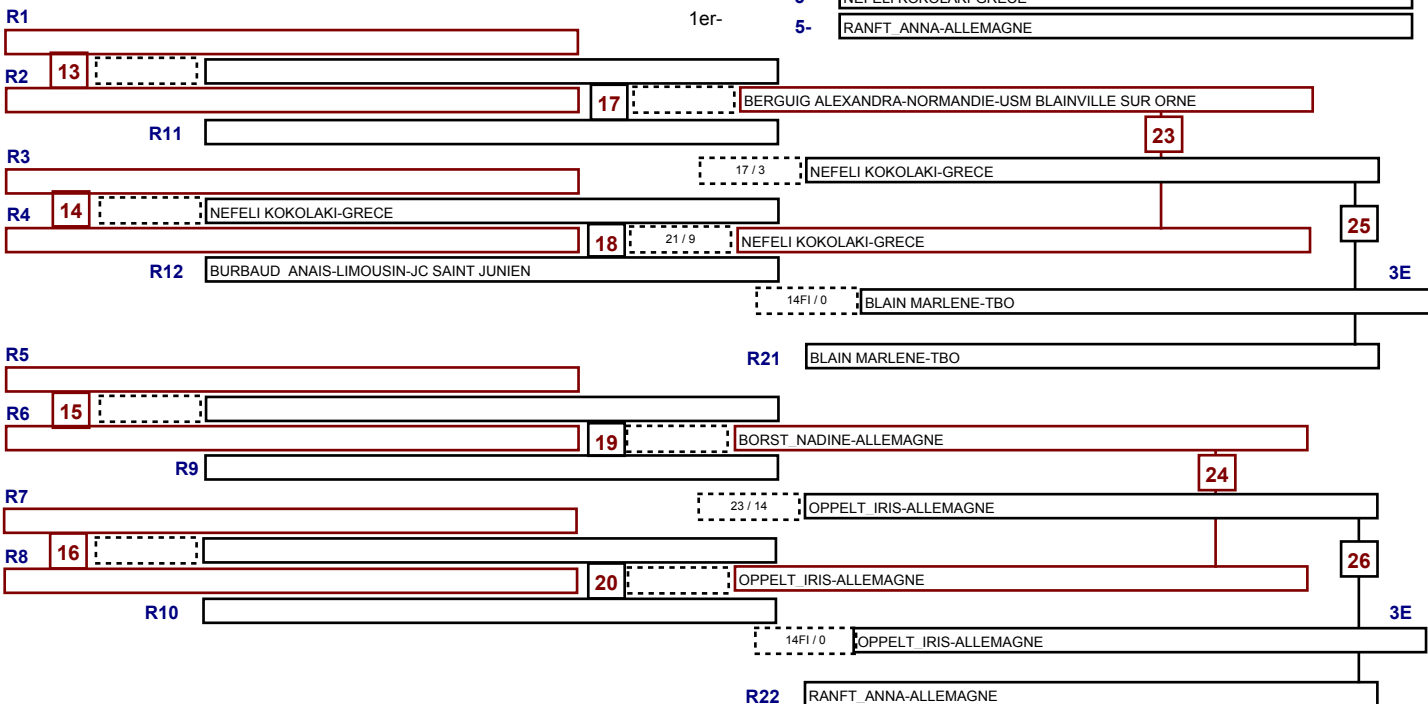 NEFELI KOKOLAKI-GRECE
R1
1er-
5- RANFT_ANNA-ALLEMAGNE
R2 13
17 BERGUIG ALEXANDRA-NORMANDIE-USM BLAINVILLE SUR ORNE
R11
23
R3
17 / 3 NEFELI KOKOLAKI-GRECE
R4 14 NEFELI KOKOLAKI-GRECE
25
18 21 / 9 NEFELI KOKOLAKI-GRECE
R12 BURBAUD ANAIS-LIMOUSIN-JC SAINT JUNIEN
3E
14FI / 0 BLAIN MARLENE-TBO
R5
R21 BLAIN MARLENE-TBO
R6 15
19 BORST_NADINE-ALLEMAGNE
R9
24
R7
23 / 14 OPPELT_IRIS-ALLEMAGNE
R8 16
26
20 OPPELT_IRIS-ALLEMAGNE
R10
3E
14FI / 0 OPPELT_IRIS-ALLEMAGNE
R22 RANFT_ANNA-ALLEMAGNE